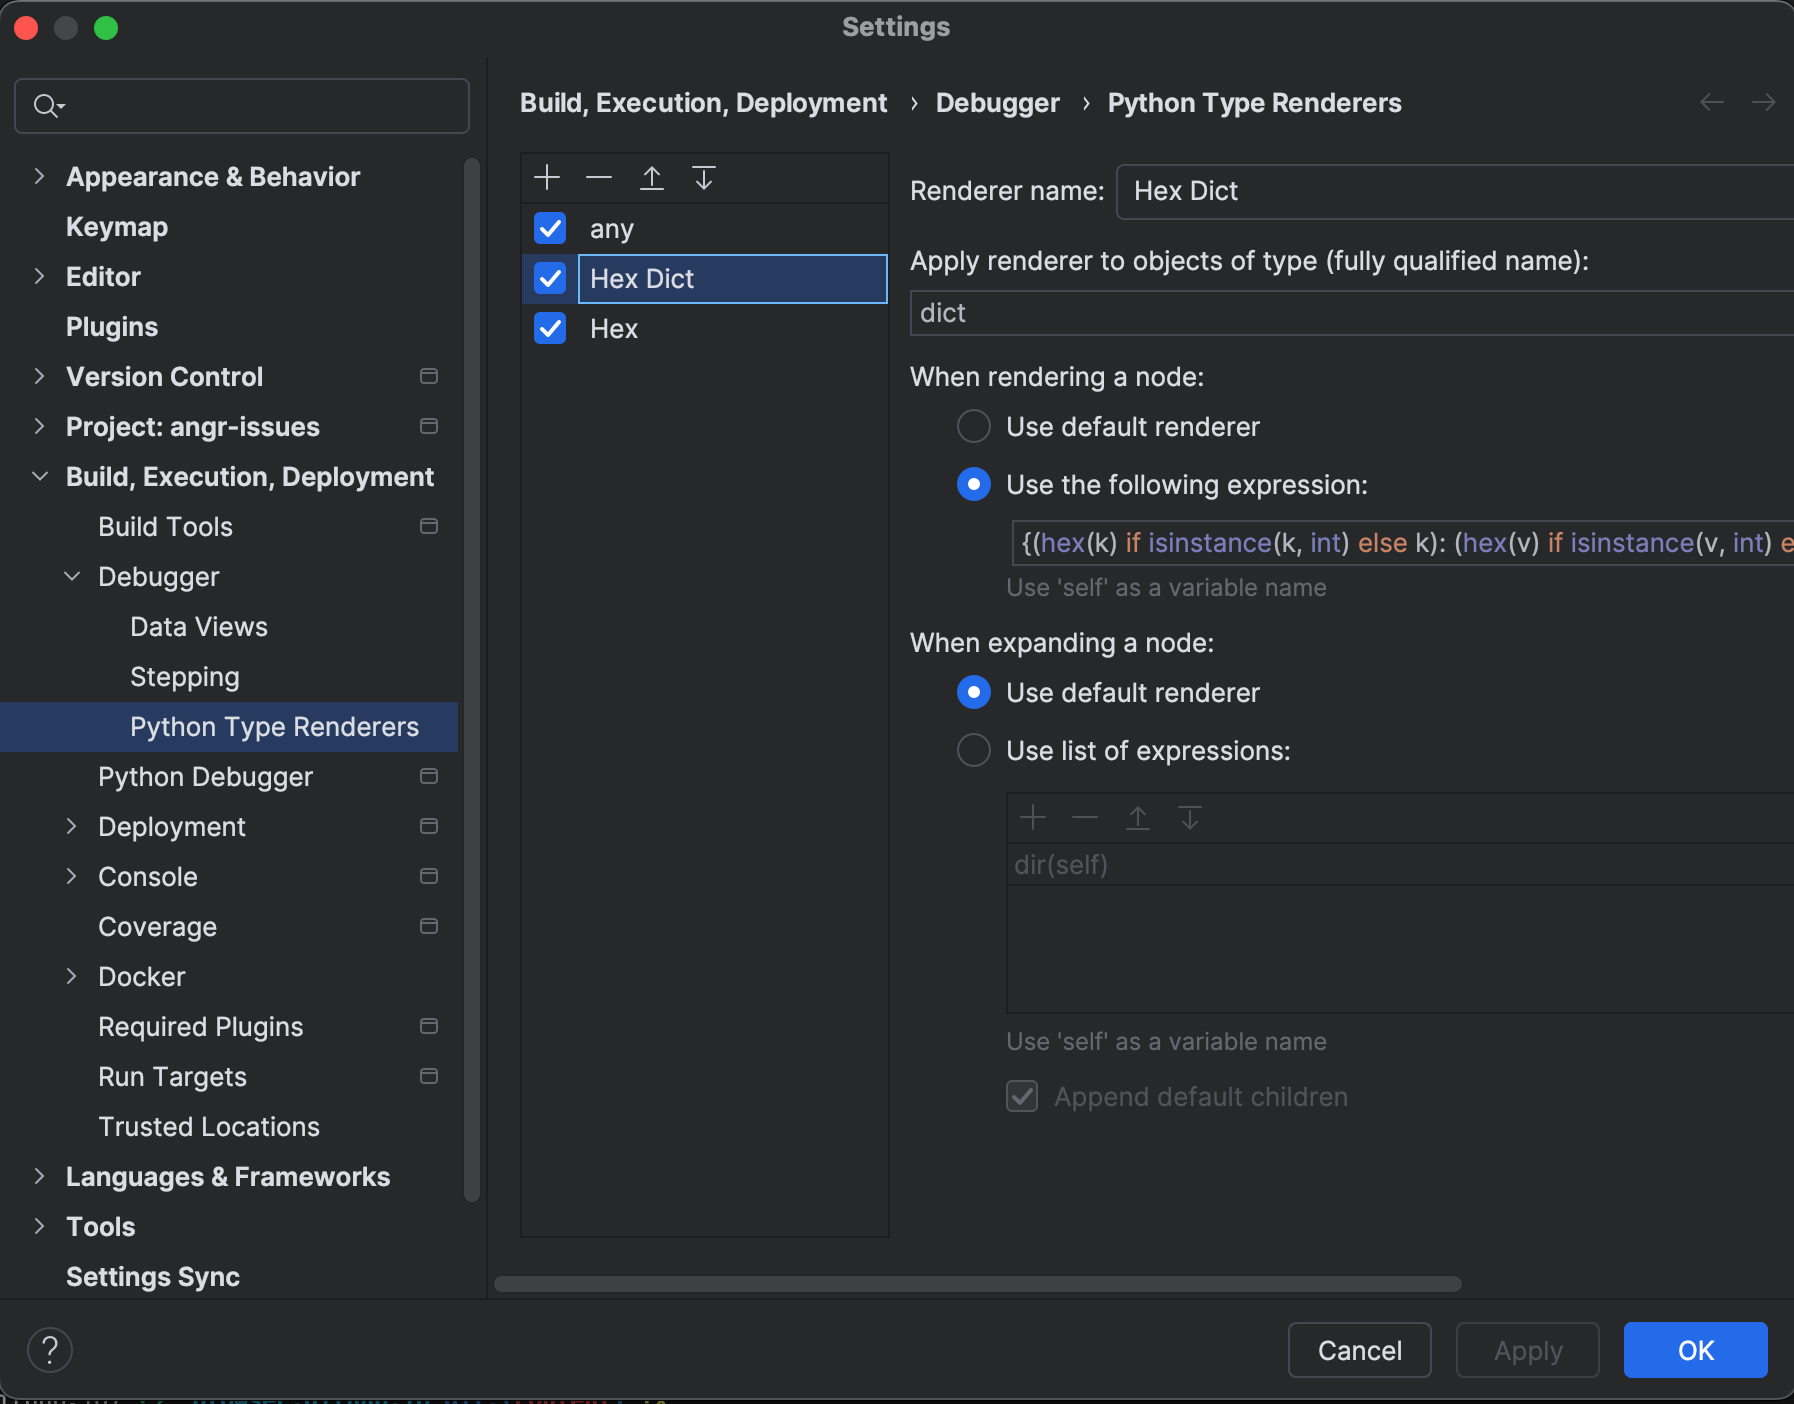 Settings
Build, Execution, Deployment › Debugger › Python Type Renderers
Appearance & Behavior
Keymap
Editor
Plugins
Version Control
Project: angr-issues
Build, Execution, Deployment
Build Tools
Debugger
Data Views
Stepping
Python Type Renderers
Python Debugger
Deployment
Console
Coverage
Docker
Required Plugins
Run Targets
Trusted Locations
Languages & Frameworks
Tools
Settings Sync
any
Hex Dict
Hex
Renderer name: Hex Dict
Apply renderer to objects of type (fully qualified name):
dict
When rendering a node:
Use default renderer
Use the following expression:
{(hex(k) if isinstance(k, int) else k): (hex(v) if isinstance(v, int) e
Use 'self' as a variable name
When expanding a node:
Use default renderer
Use list of expressions:
dir(self)
Use 'self' as a variable name
Append default children
?
Cancel
Apply
OK